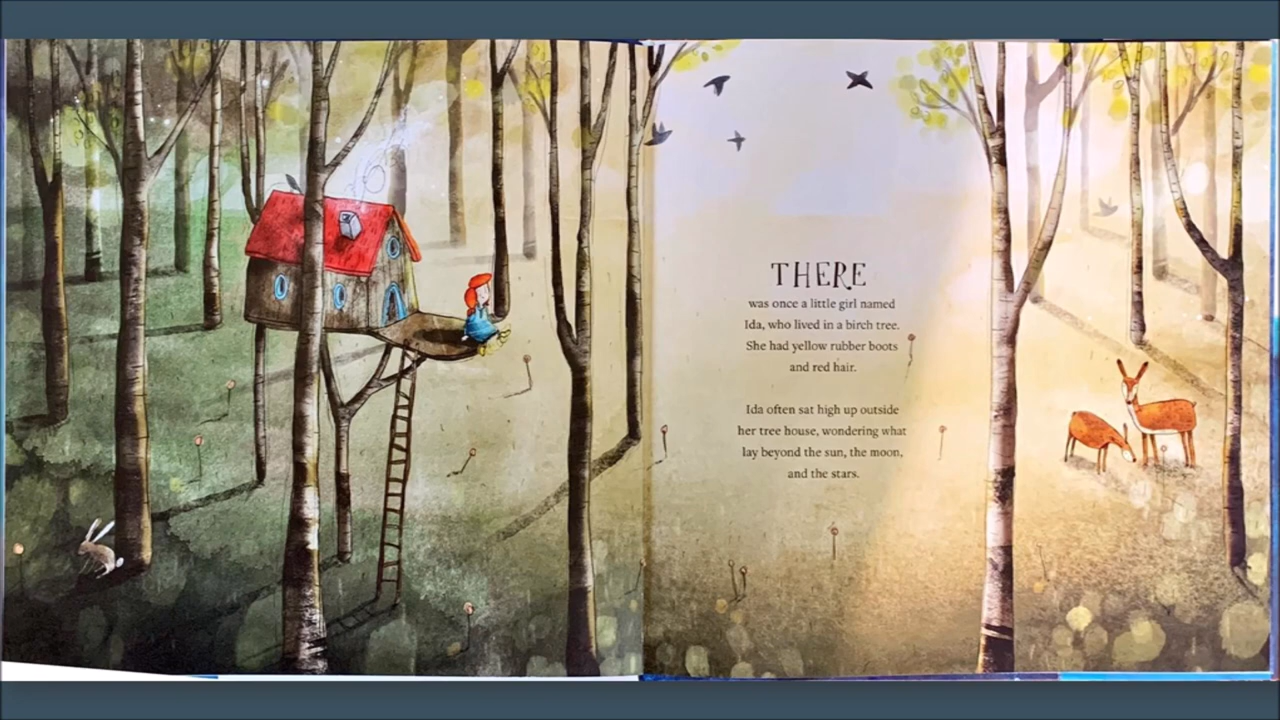 THERE
was once a little girl named
Ida, who lived in a birch tree.
She had yellow rubber boots
and red hair.
Ida often sat high up outside
her tree house, wondering what
lay beyond the sun, the moon,
and the stars.